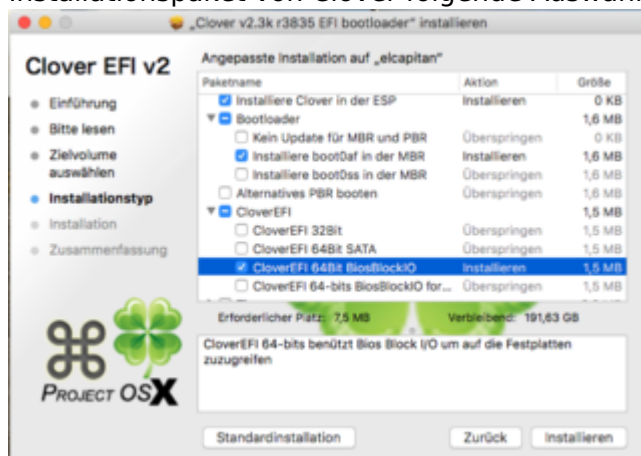 Installationspaket von Clover folgende Auswahl
„Clover v2.3k r3835 EFI bootloader“ installieren
Clover EFI v2
Angepasste Installation auf „elcapitan“
Paketname Aktion Größe
Installiere Clover in der ESP Installieren 0 KB
Bootloader 1,6 MB
Kein Update für MBR und PBR Überspringen 0 KB
Installiere boot0af in der MBR Installieren 1,6 MB
Installiere boot0ss in der MBR Überspringen 1,6 MB
Alternatives PBR booten Überspringen 1,6 MB
CloverEFI 1,5 MB
CloverEFI 32Bit Überspringen 1,5 MB
CloverEFI 64Bit SATA Überspringen 1,5 MB
CloverEFI 64Bit BiosBlockIO Installieren 1,5 MB
CloverEFI 64-bits BiosBlockIO for... Überspringen 1,5 MB
Einführung
Bitte lesen
Zielvolume
auswählen
Installationstyp
Installation
Zusammenfassung
Erforderlicher Platz: 7,5 MB Verbleibend: 191,63 GB
CloverEFI 64-bits benützt Bios Block I/O um auf die Festplatten
zuzugreifen
PROJECT OSX
Standardinstallation Zurück Installieren